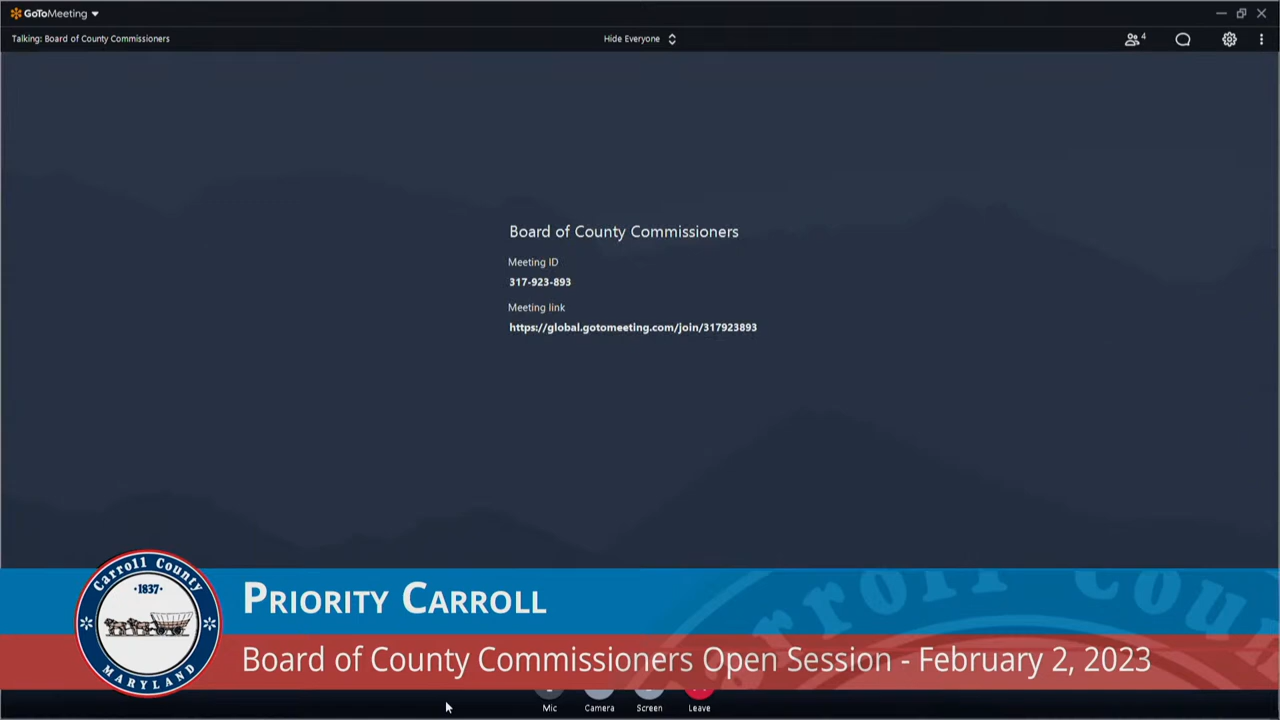 GoToMeeting
Talking: Board of County Commissioners
Hide Everyone
4
Board of County Commissioners
Meeting ID
317-923-893
Meeting link
https://global.gotomeeting.com/join/317923893
Carroll County
·1837·
MARYLAND
PRIORITY CARROLL
Board of County Commissioners Open Session - February 2, 2023
Carroll Coun
Mic
Camera
Screen
Leave